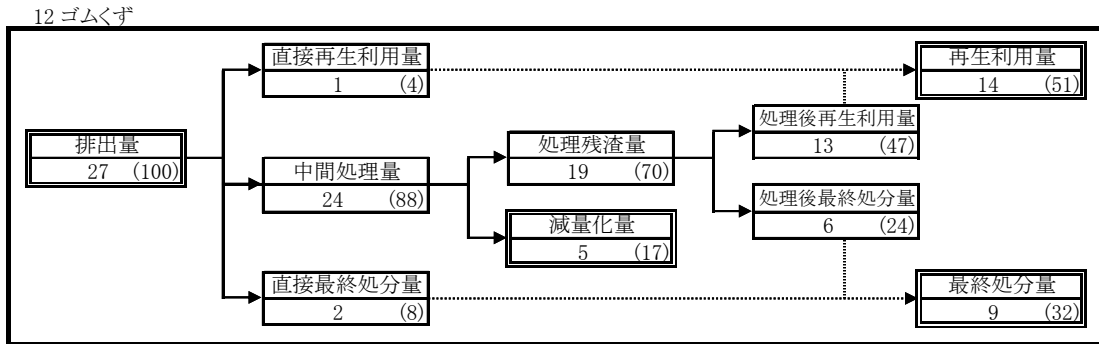 12 ゴムくず
直接再生利用量
1 (4)
再生利用量
14 (51)
処理後再生利用量
13 (47)
排出量
27 (100)
処理残渣量
19 (70)
中間処理量
24 (88)
処理後最終処分量
6 (24)
減量化量
5 (17)
直接最終処分量
2 (8)
最終処分量
9 (32)